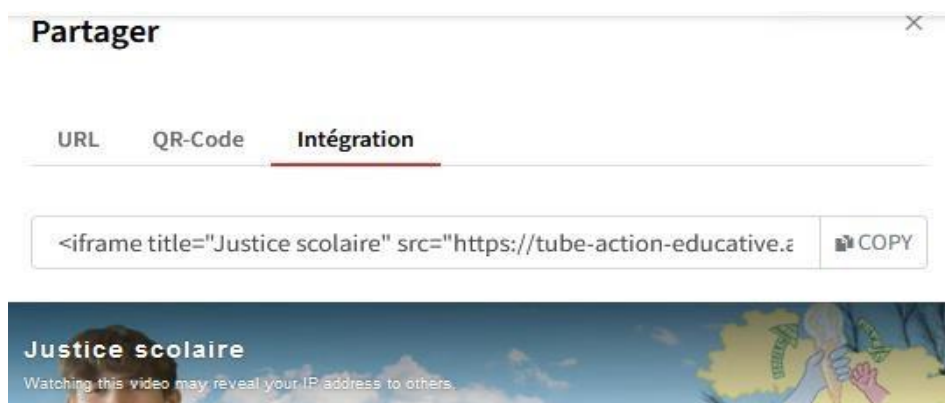 Partager
URL QR-Code Intégration
<iframe title="Justice scolaire" src="https://tube-action-educative.a COPY
Justice scolaire
Watching this video may reveal your IP address to others.